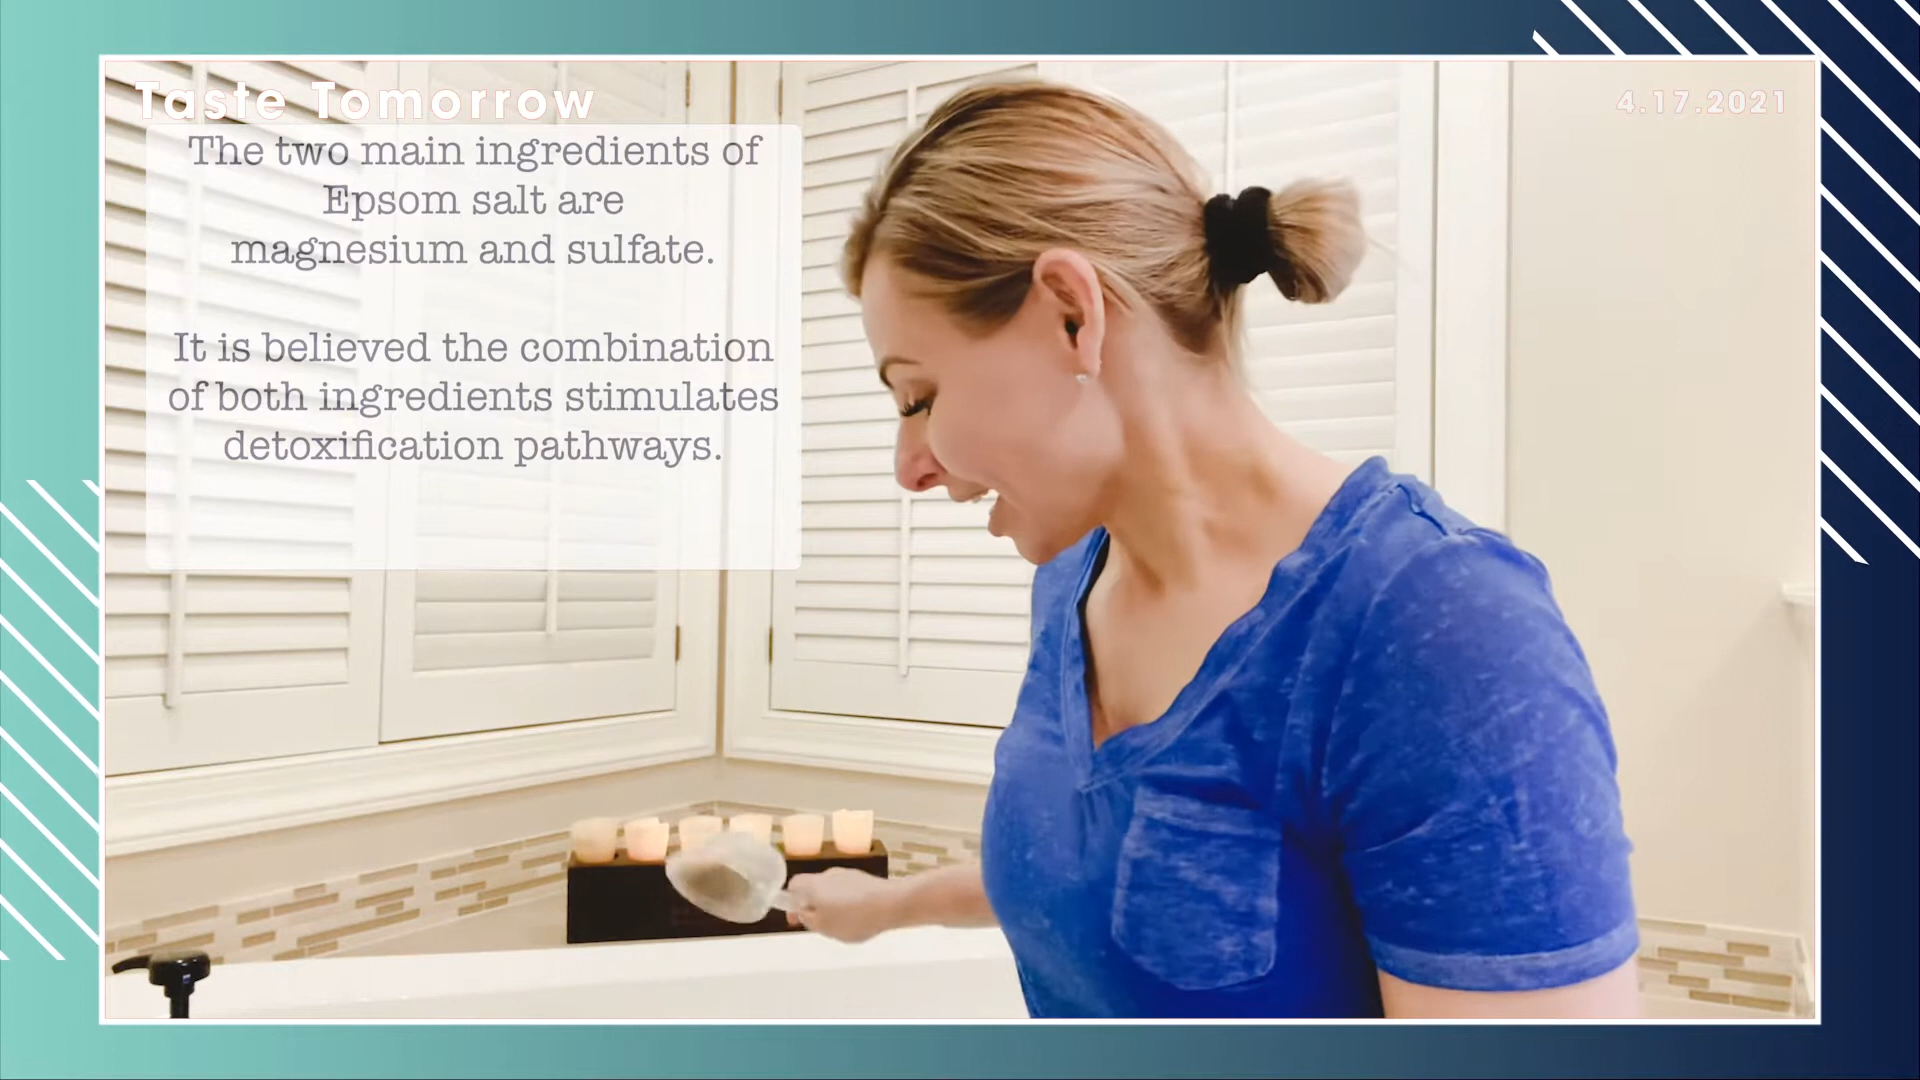 Taste Tomorrow
4.17.2021
The two main ingredients of
Epsom salt are
magnesium and sulfate.
It is believed the combination
of both ingredients stimulates
detoxification pathways.